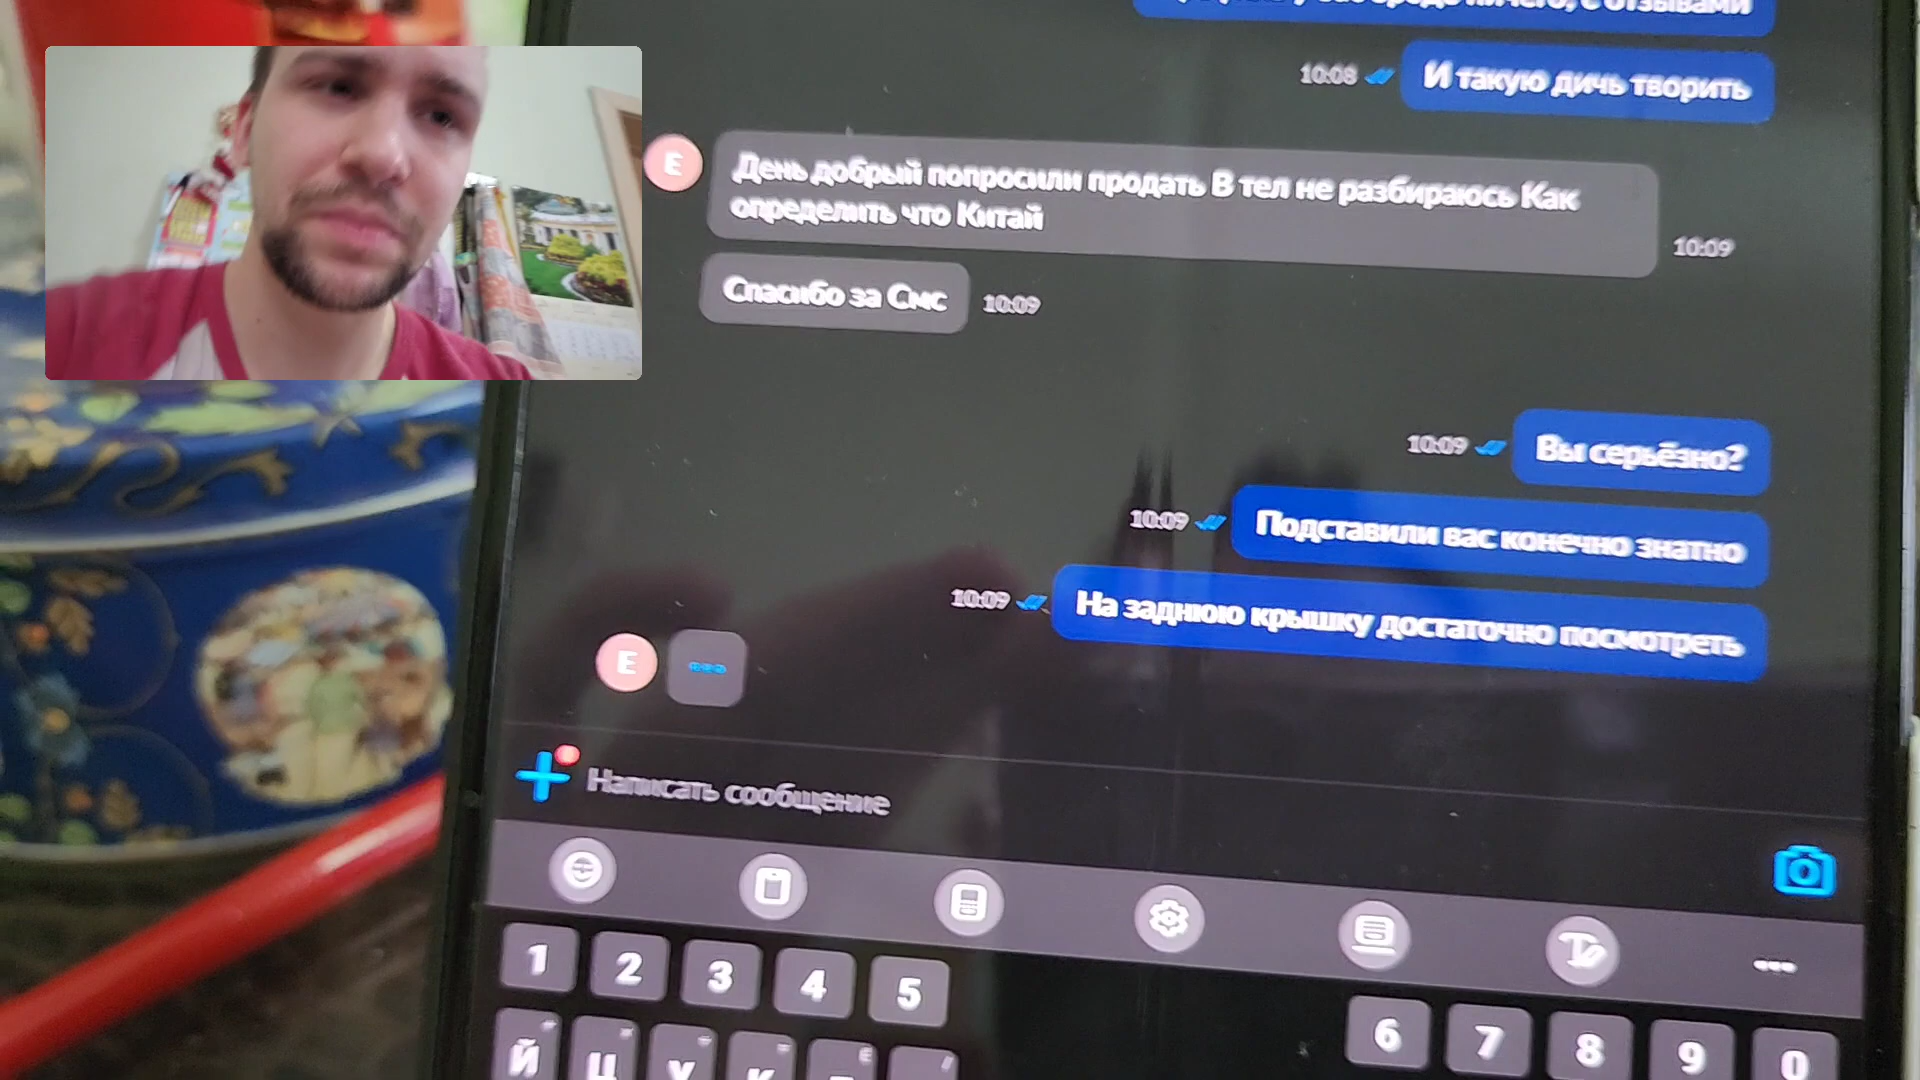 с отзывами
10:08
И такую дичь творить
Е
День добрый попросили продать В тел не разбираюсь Как
определить что Китай
10:09
Спасибо за Смс
10:09
10:09
Вы серьёзно?
10:09
Подставили вас конечно знатно
10:09
На заднюю крышку достаточно посмотреть
Е
Написать сообщение
1 2 3 4 5 6 7 8 9 0
Й Ц У К